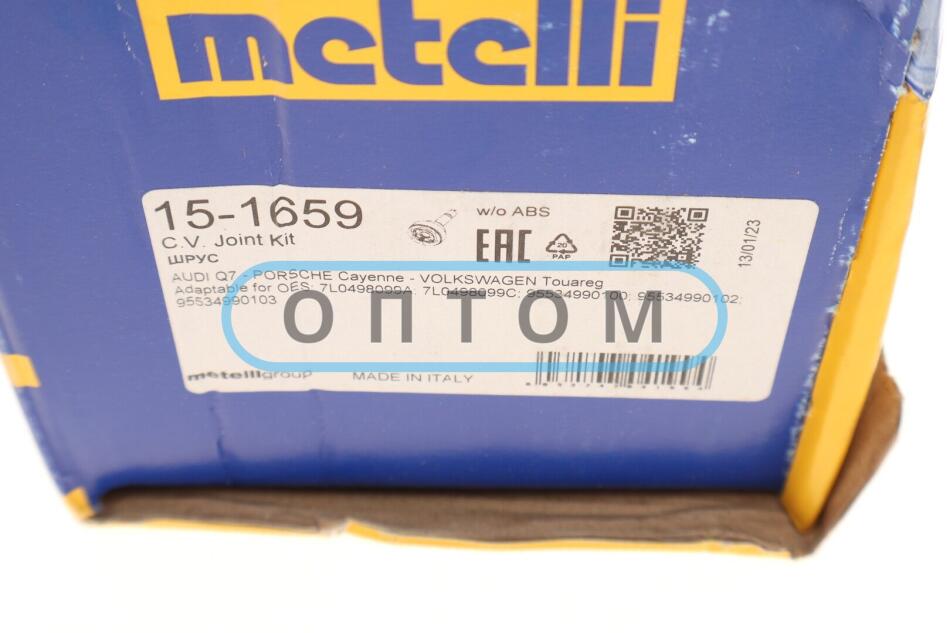 metelli
15-1659
w/o ABS
C.V. Joint Kit
ШРУС
EAC
20
PAP
13/01/23
AUDI Q7 - PORSCHE Cayenne - VOLKSWAGEN Touareg
Adaptable for OES: 7L0498099A; 7L0498099C; 95534990100; 95534990102;
95534990103
ОПТОМ
metelligroup
MADE IN ITALY